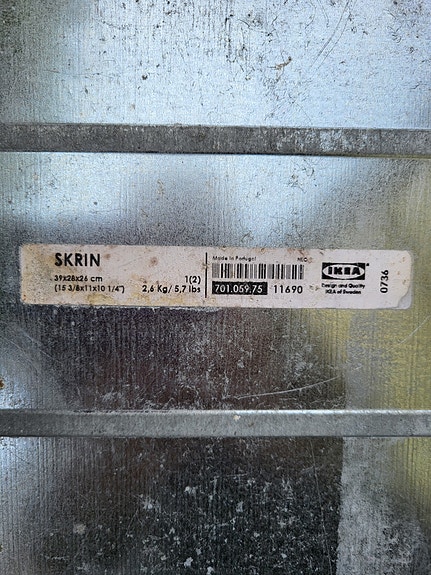 SKRIN
39x28x26 cm 1(2)
(15 3/8x11x10 1/4") 2,6 Kg/ 5,7 lbs
Made in Portugal
701.059.75 11690
IKEA
Design and Quality
IKEA of Sweden
0736